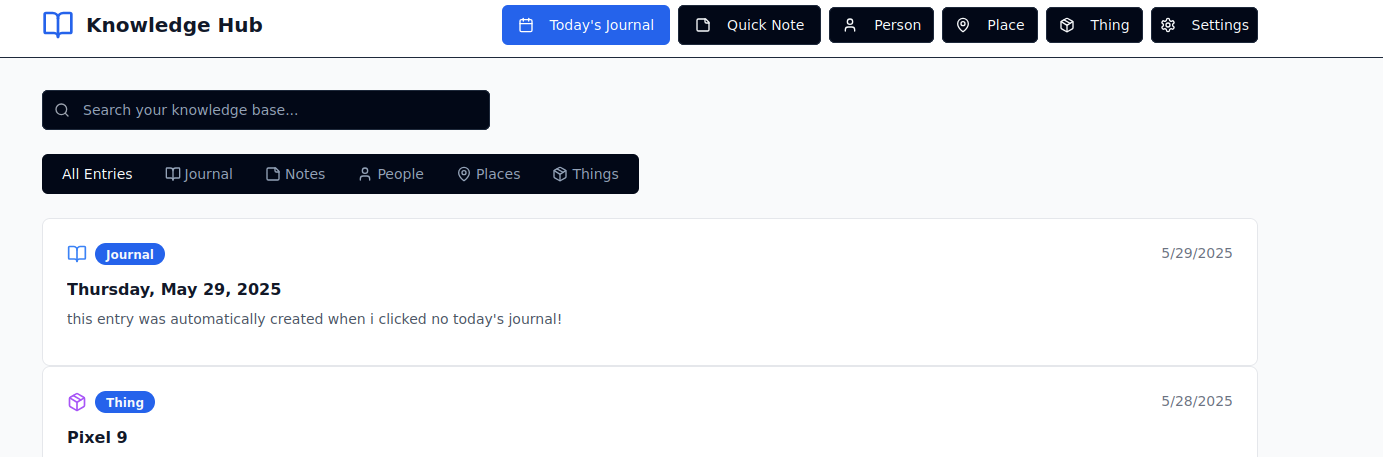 Knowledge Hub
Today's Journal
Quick Note
Person
Place
Thing
Settings
Search your knowledge base...
All Entries
Journal
Notes
People
Places
Things
Journal
5/29/2025
Thursday, May 29, 2025
this entry was automatically created when i clicked no today's journal!
Thing
5/28/2025
Pixel 9